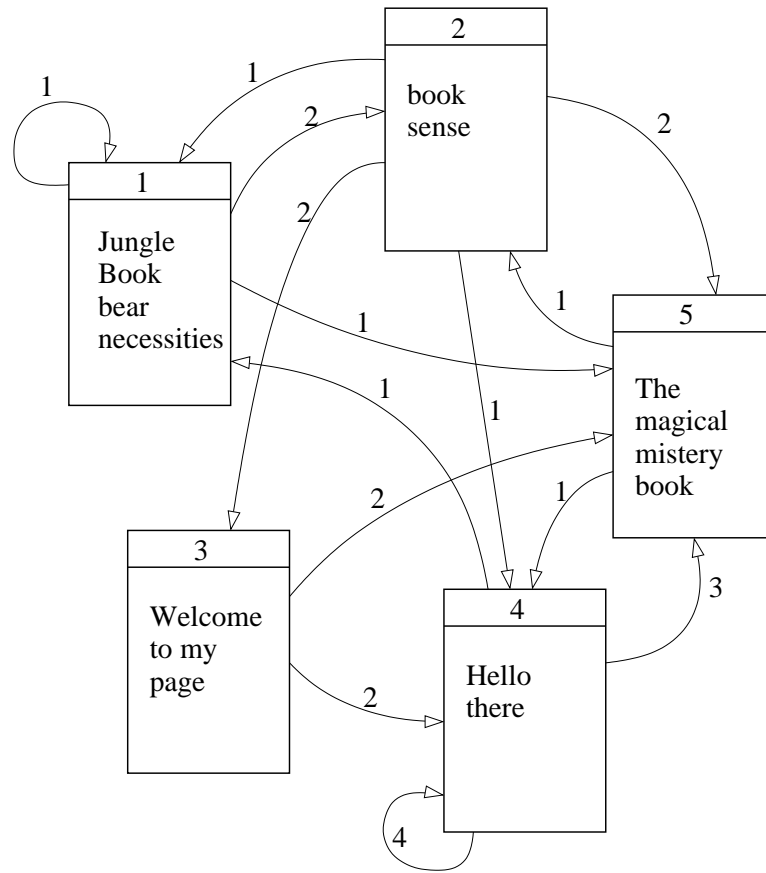 2
1
1
book
sense
2
2
1
2
Jungle
Book
bear
necessities
1
5
1
1
1
The
magical
mistery
book
2
1
3
3
4
Welcome
to my
page
Hello
there
2
4